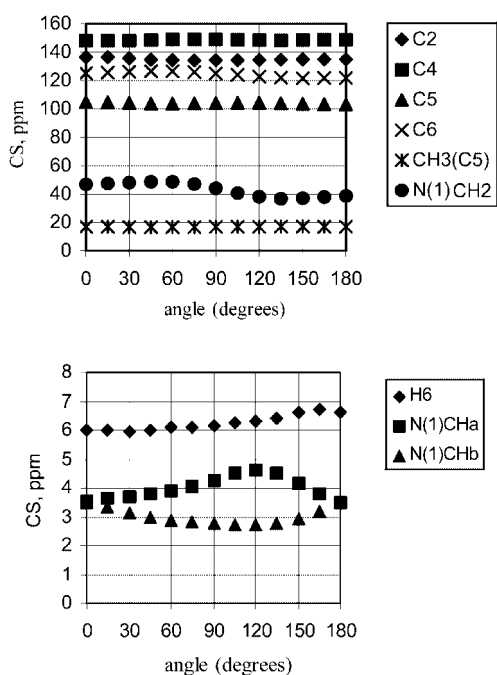 160
140
120
100
80
60
40
20
0
CS, ppm
0 30 60 90 120 150 180
angle (degrees)
C2
C4
C5
C6
CH3(C5)
N(1)CH2
8
7
6
5
4
3
2
1
0
CS, ppm
0 30 60 90 120 150 180
angle (degrees)
H6
N(1)CHa
N(1)CHb